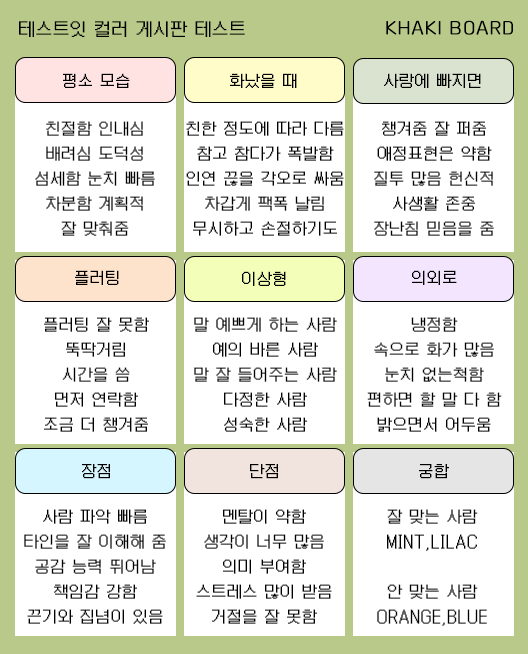 테스트잇 컬러 게시판 테스트
KHAKI BOARD
평소 모습
친절함 인내심
배려심 도덕성
섬세함 눈치 빠름
차분함 계획적
잘 맞춰줌
화났을 때
친한 정도에 따라 다름
참고 참다가 폭발함
인연 끊을 각오로 싸움
차갑게 팩폭 날림
무시하고 손절하기도
사랑에 빠지면
챙겨줌 잘 퍼줌
애정표현은 약함
질투 많음 헌신적
사생활 존중
장난침 믿음을 줌
플러팅
플러팅 잘 못함
뚝딱거림
시간을 씀
먼저 연락함
조금 더 챙겨줌
이상형
말 예쁘게 하는 사람
예의 바른 사람
말 잘 들어주는 사람
다정한 사람
성숙한 사람
의외로
냉정함
속으로 화가 많음
눈치 없는척함
편하면 할 말 다 함
밝으면서 어두움
장점
사람 파악 빠름
타인을 잘 이해해 줌
공감 능력 뛰어남
책임감 강함
끈기와 집념이 있음
단점
멘탈이 약함
생각이 너무 많음
의미 부여함
스트레스 많이 받음
거절을 잘 못함
궁합
잘 맞는 사람
MINT,LILAC
안 맞는 사람
ORANGE,BLUE